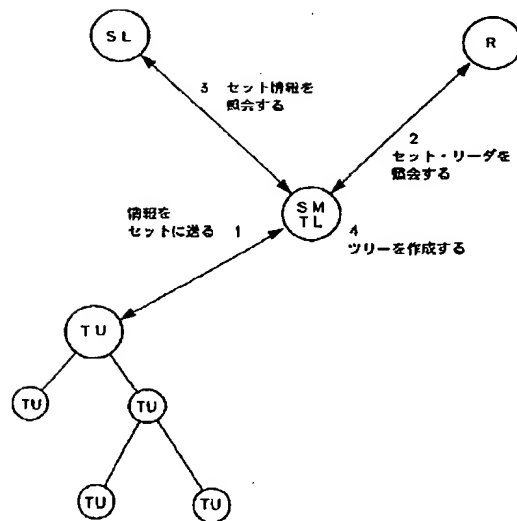 SL
R
3 セット情報を
照会する
2
セット・リーダを
照会する
SM
TL
情報を
セットに送る 1
4
ツリーを作成する
TU
TU
TU
TU
TU